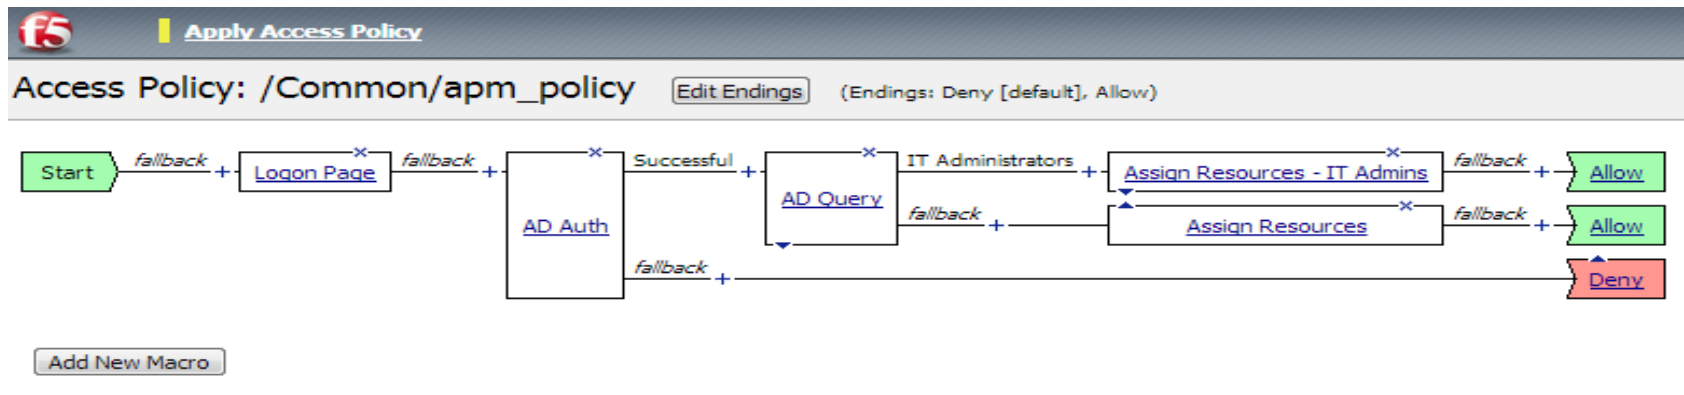 f5 Apply Access Policy
Access Policy: /Common/apm_policy Edit Endings (Endings: Deny [default], Allow)
Start fallback + Logon Page fallback + AD Auth Successful + AD Query IT Administrators + Assign Resources - IT Admins fallback + Allow
fallback + Assign Resources fallback + Allow
fallback + Deny
Add New Macro